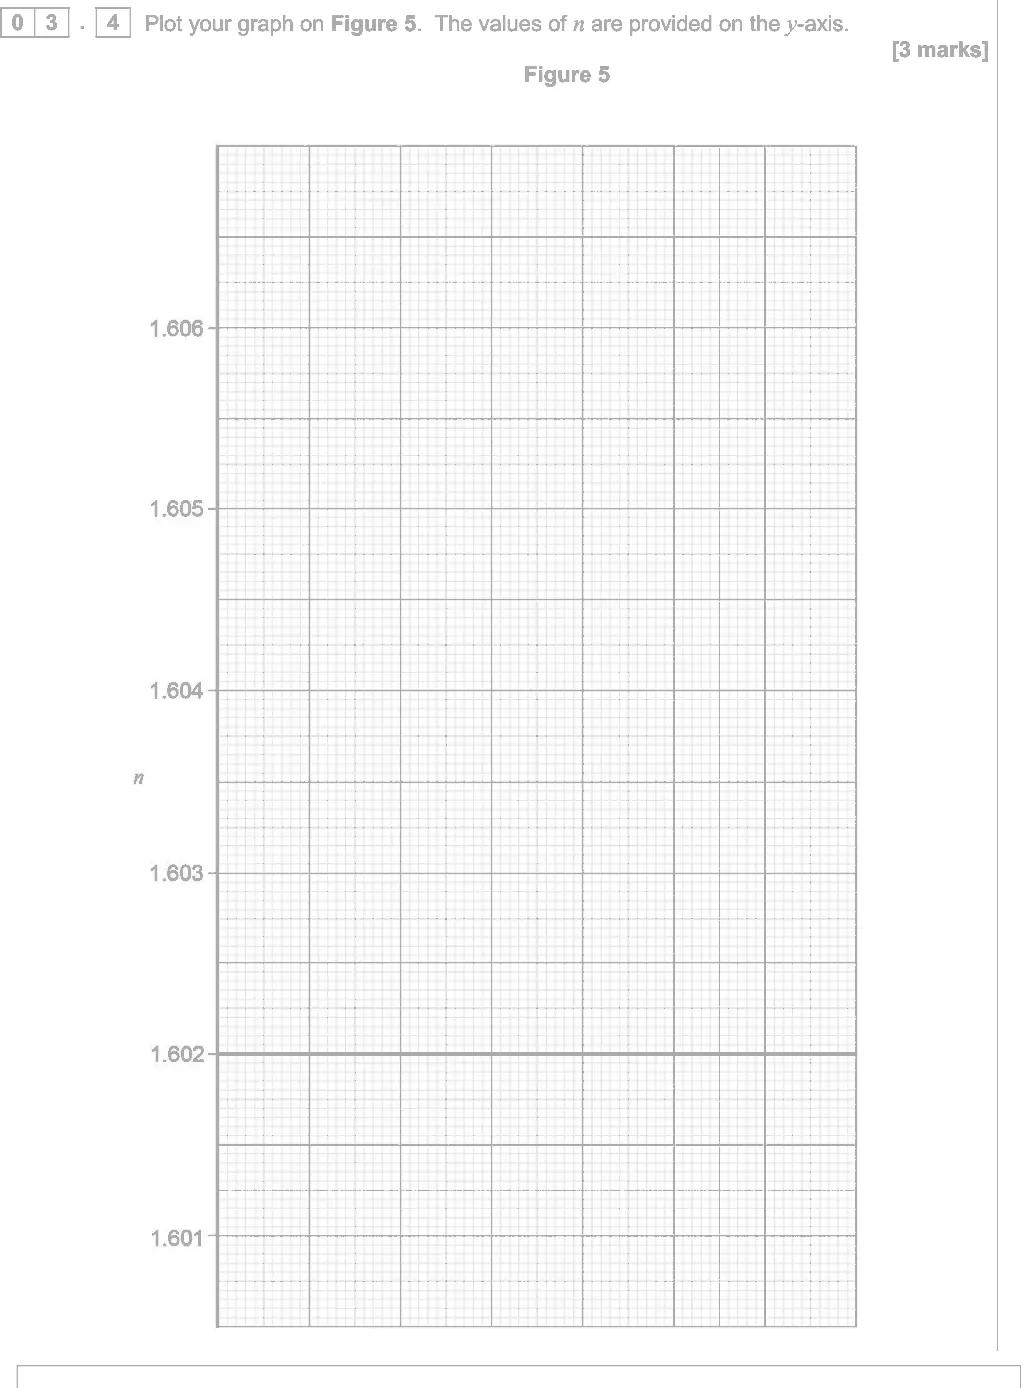 0 3 . 4 Plot your graph on Figure 5. The values of n are provided on the y-axis.
[3 marks]
Figure 5
1.606
1.605
1.604
n
1.603
1.602
1.601